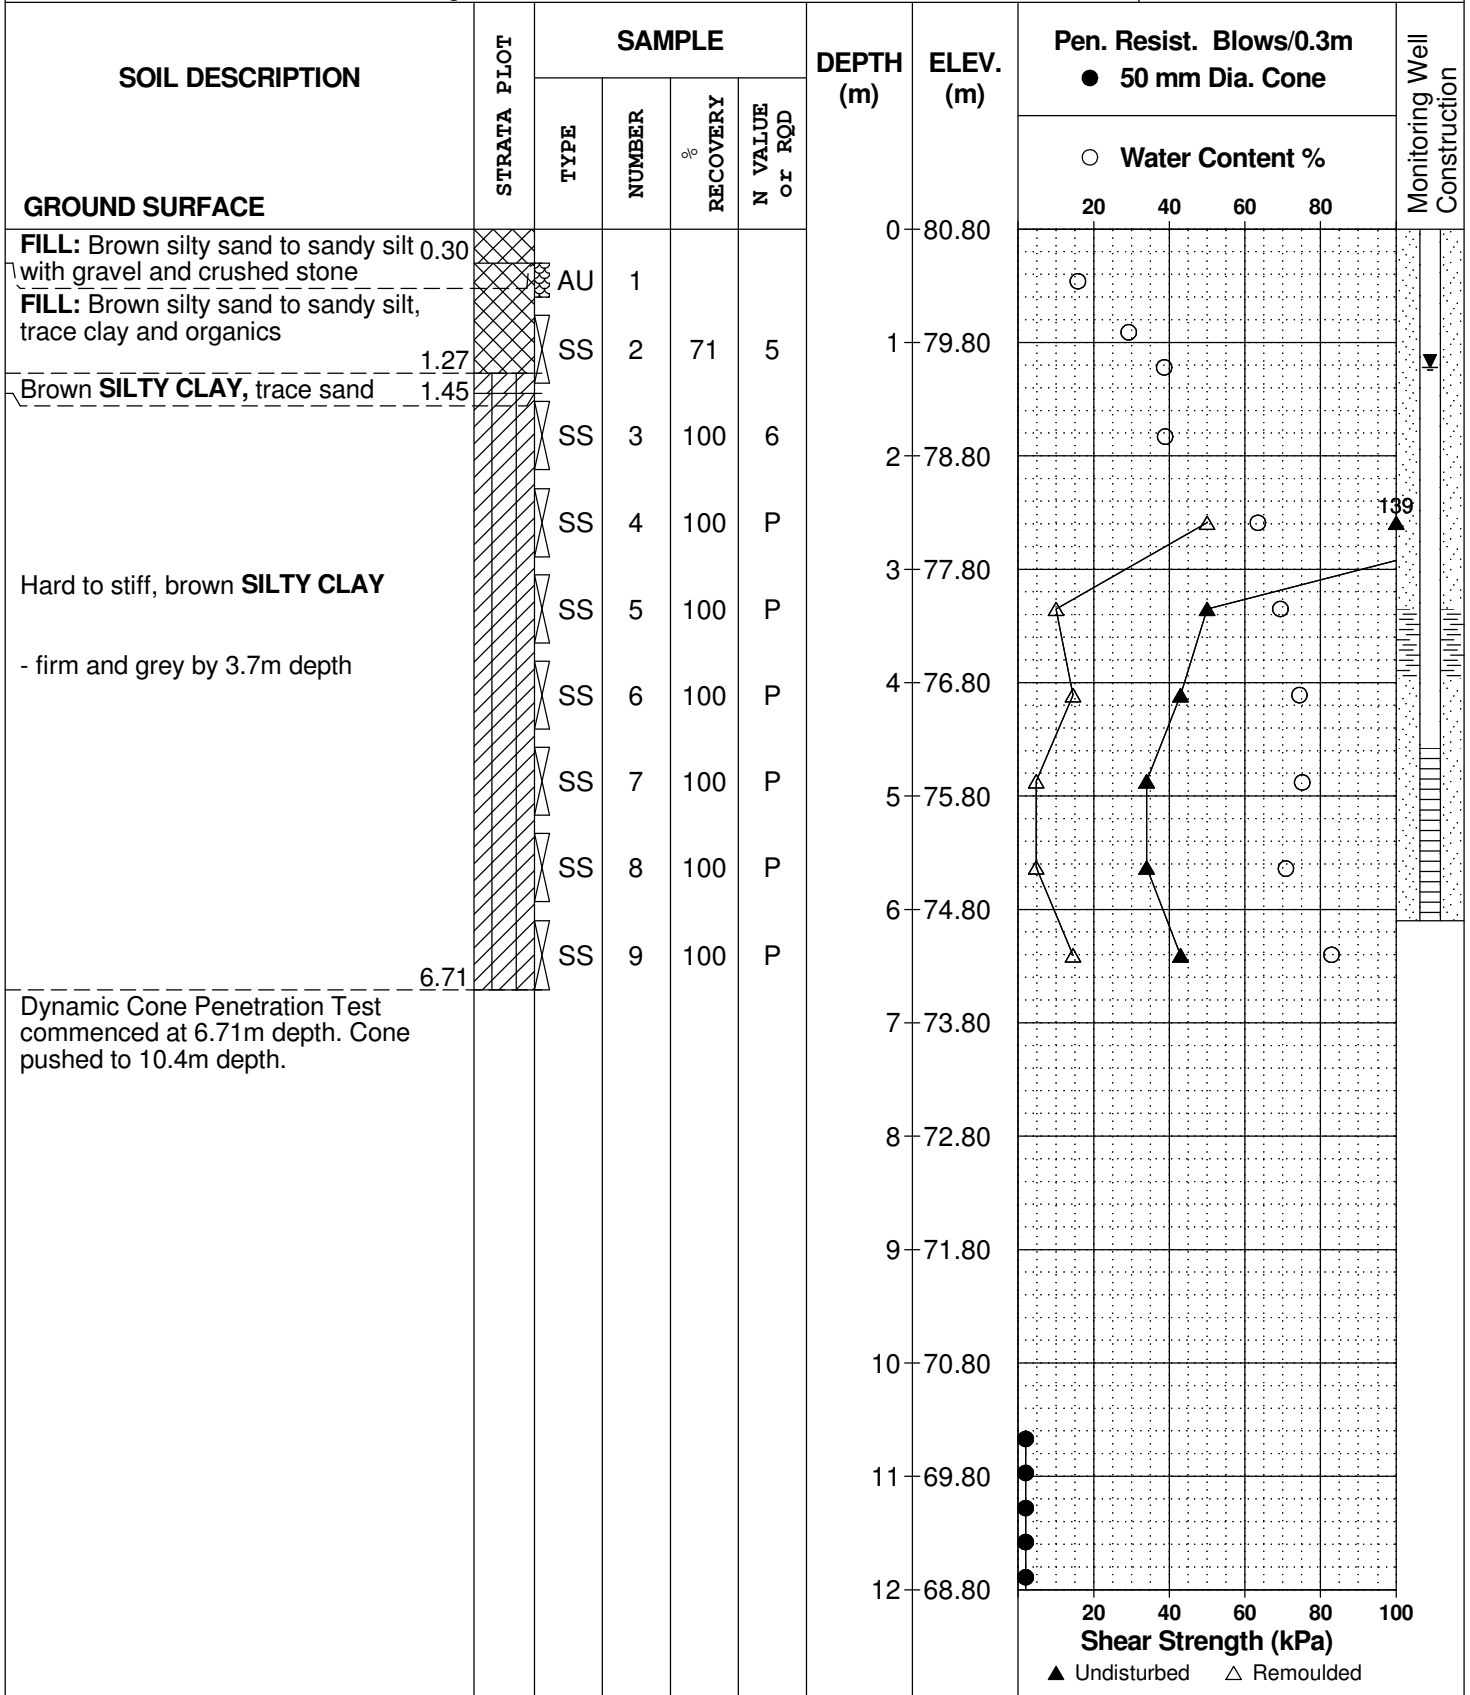 SOIL DESCRIPTION
GROUND SURFACE
STRATA PLOT
SAMPLE
TYPE
NUMBER
%
RECOVERY
N VALUE
or RQD
DEPTH
(m)
ELEV.
(m)
Pen. Resist. Blows/0.3m
● 50 mm Dia. Cone
○ Water Content %
20 40 60 80
Monitoring Well
Construction
FILL: Brown silty sand to sandy silt 0.30
with gravel and crushed stone
FILL: Brown silty sand to sandy silt,
trace clay and organics
1.27
Brown SILTY CLAY, trace sand 1.45
Hard to stiff, brown SILTY CLAY
- firm and grey by 3.7m depth
6.71
Dynamic Cone Penetration Test
commenced at 6.71m depth. Cone
pushed to 10.4m depth.
AU 1
SS 2 71 5
SS 3 100 6
SS 4 100 P
SS 5 100 P
SS 6 100 P
SS 7 100 P
SS 8 100 P
SS 9 100 P
0 80.80
1 79.80
2 78.80
3 77.80
4 76.80
5 75.80
6 74.80
7 73.80
8 72.80
9 71.80
10 70.80
11 69.80
12 68.80
139
20 40 60 80 100
Shear Strength (kPa)
▲ Undisturbed △ Remoulded